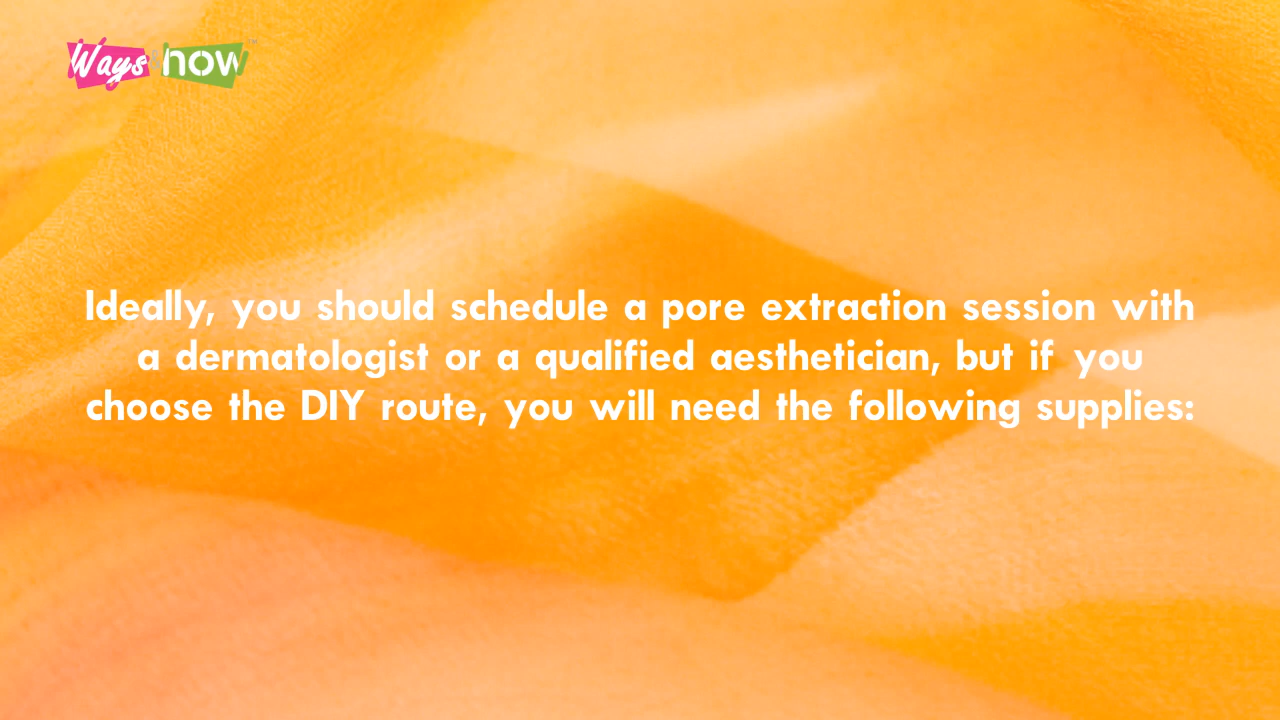 Ways how™
Ideally, you should schedule a pore extraction session with
a dermatologist or a qualified aesthetician, but if you
choose the DIY route, you will need the following supplies: